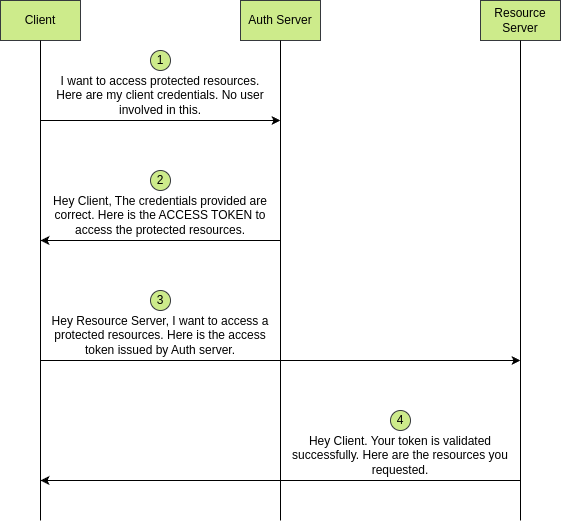 Client
Auth Server
Resource
Server
1
I want to access protected resources.
Here are my client credentials. No user
involved in this.
2
Hey Client, The credentials provided are
correct. Here is the ACCESS TOKEN to
access the protected resources.
3
Hey Resource Server, I want to access a
protected resources. Here is the access
token issued by Auth server.
4
Hey Client. Your token is validated
successfully. Here are the resources you
requested.